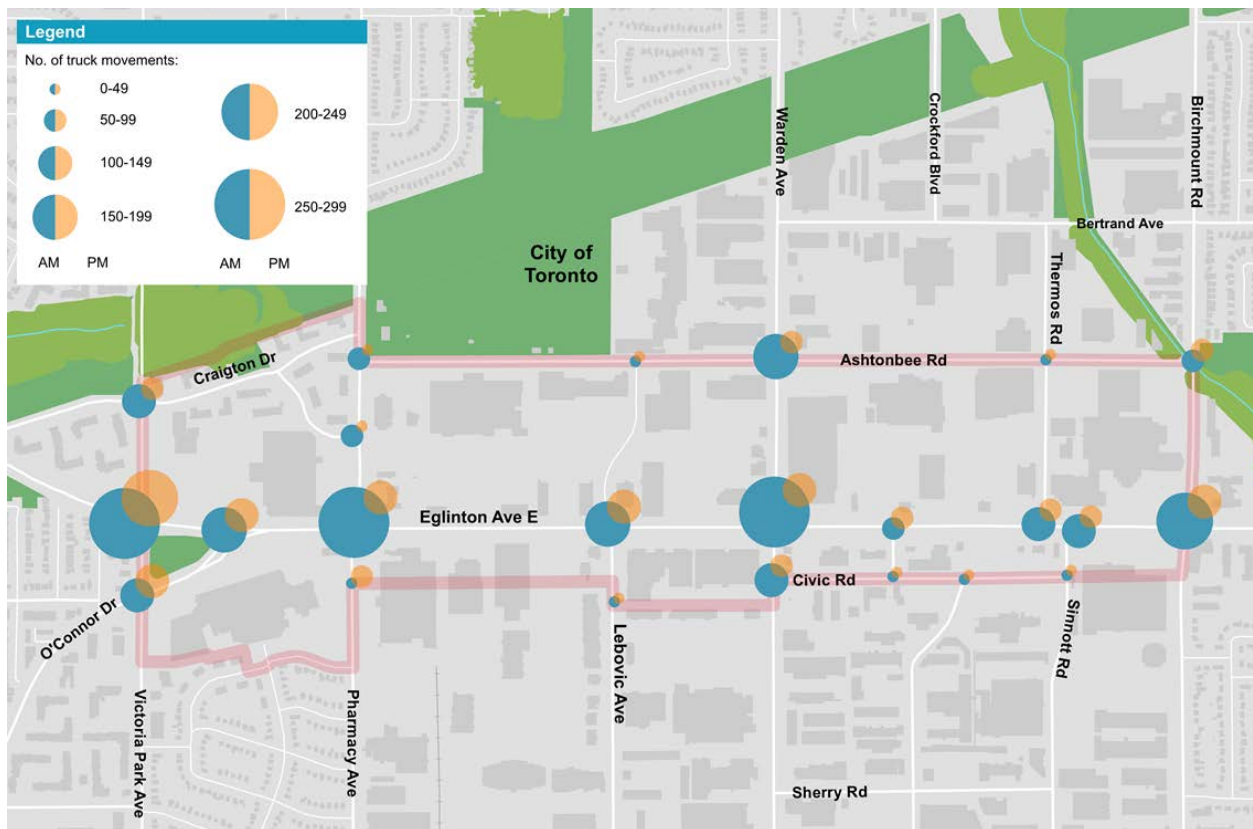 Legend
No. of truck movements:
0-49
50-99
100-149
150-199
200-249
250-299
AM PM
AM PM
City of
Toronto
Warden Ave
Crockford Blvd
Birchmount Rd
Bertrand Ave
Thermos Rd
Craigton Dr
Ashtonbee Rd
Eglinton Ave E
Civic Rd
O'Connor Dr
Victoria Park Ave
Pharmacy Ave
Lebovic Ave
Sinnott Rd
Sherry Rd